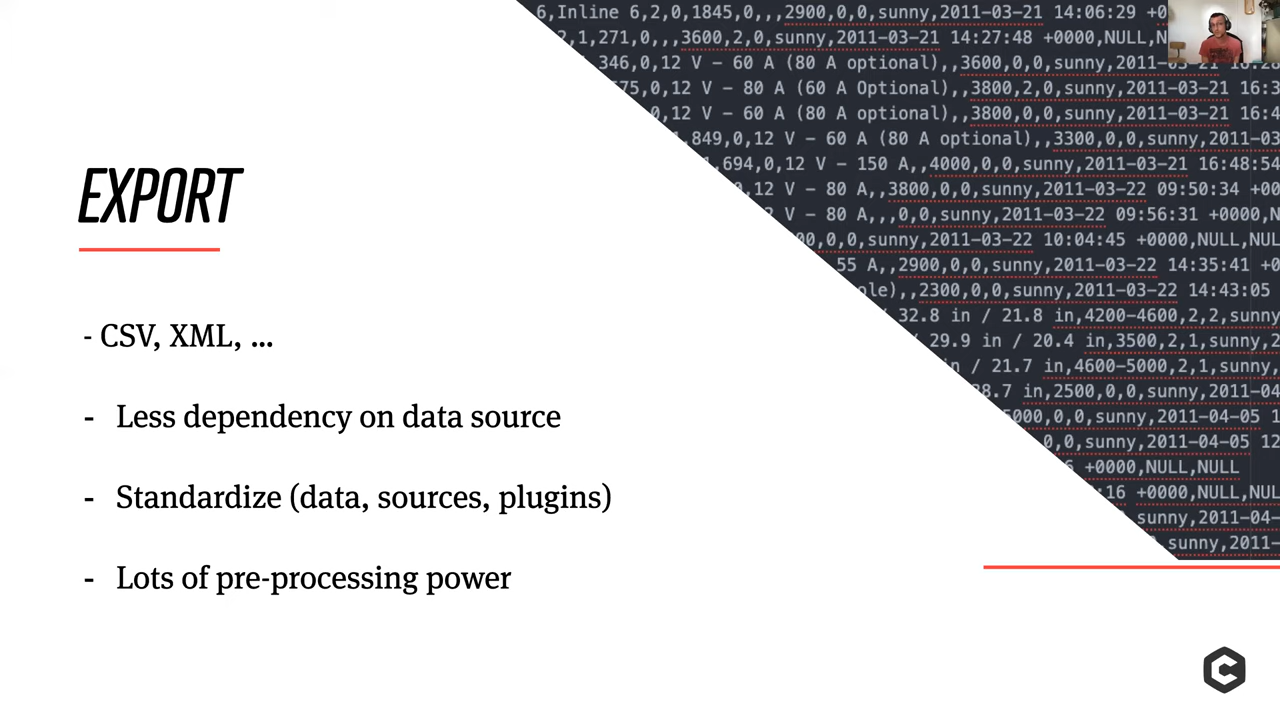 6,Inline 6,2,0,1845,0,,,2900,0,0,sunny,2011-03-21 14:06:29 +0
2,1,271,0,,,3600,2,0,sunny,2011-03-21 14:27:48 +0000,NULL,N
346,0,12 V – 60 A (80 A optional),,3600,0,0,sunny,2011-03-21
675,0,12 V – 80 A (60 A Optional),,3800,2,0,sunny,2011-03-21 16:3
,0,12 V – 80 A (60 A optional),,3800,0,0,sunny,2011-03-21 16:4
,849,0,12 V – 60 A (80 A optional),,3300,0,0,sunny,2011-03
,694,0,12 V – 150 A,,4000,0,0,sunny,2011-03-21 16:48:54
,12 V – 80 A,,3800,0,0,sunny,2011-03-22 09:50:34 +0
V – 80 A,,,0,0,sunny,2011-03-22 09:56:31 +0000,N
EXPORT
00,0,0,sunny,2011-03-22 10:04:45 +0000,NULL,NUL
55 A,,2900,0,0,sunny,2011-03-22 14:35:41 +0
le),,2300,0,0,sunny,2011-03-22 14:43:05
32.8 in / 21.8 in,4200-4600,2,2,sunny
- CSV, XML, ...
29.9 in / 20.4 in,3500,2,1,sunny,2
n / 21.7 in,4600-5000,2,1,sunny,
8.7 in,2500,0,0,sunny,2011-04
- Less dependency on data source
000,0,0,sunny,2011-04-05 1
0,0,sunny,2011-04-05 12
+0000,NULL,NULL
- Standardize (data, sources, plugins)
:16 +0000,NULL,NU
sunny,2011-04-
,sunny,2011-
- Lots of pre-processing power